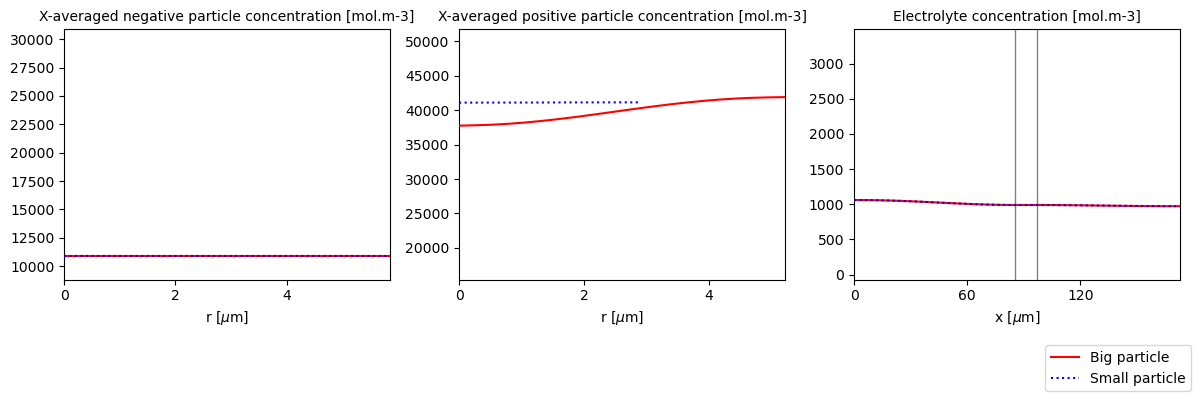 X-averaged negative particle concentration [mol.m-3]
30000
27500
25000
22500
20000
17500
15000
12500
10000
0 2 4
r [μm]
X-averaged positive particle concentration [mol.m-3]
50000
45000
40000
35000
30000
25000
20000
0 2 4
r [μm]
Electrolyte concentration [mol.m-3]
3000
2500
2000
1500
1000
500
0
0 60 120
x [μm]
Big particle
Small particle